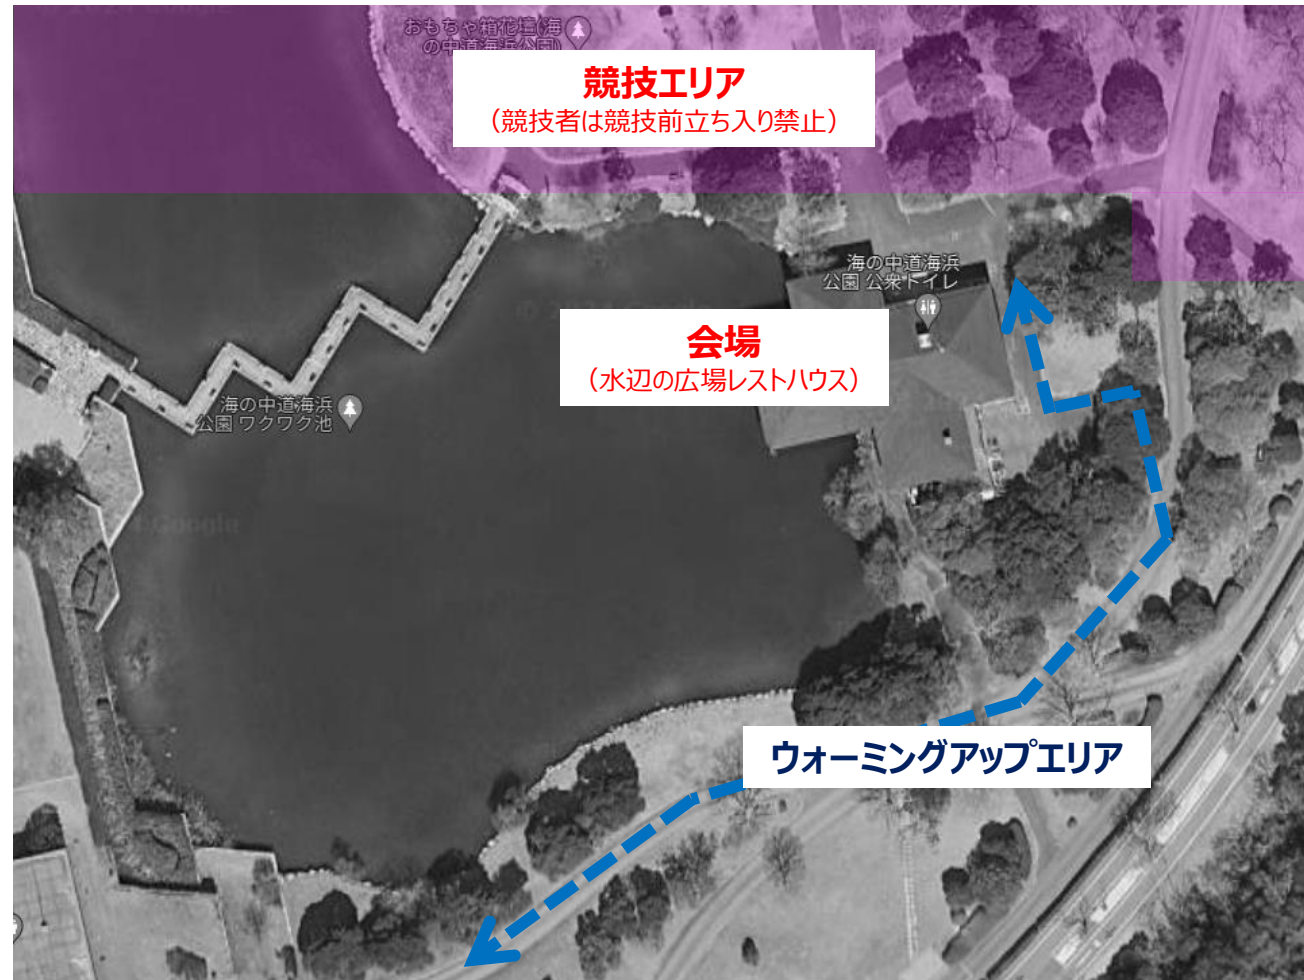 おもちゃ箱花壇(海
の中道海浜公園)
競技エリア
（競技者は競技前立ち入り禁止）
海の中道海浜
公園 公衆トイレ
会場
（水辺の広場レストハウス）
海の中道海浜
公園 ワクワク池
Google
ウォーミングアップエリア